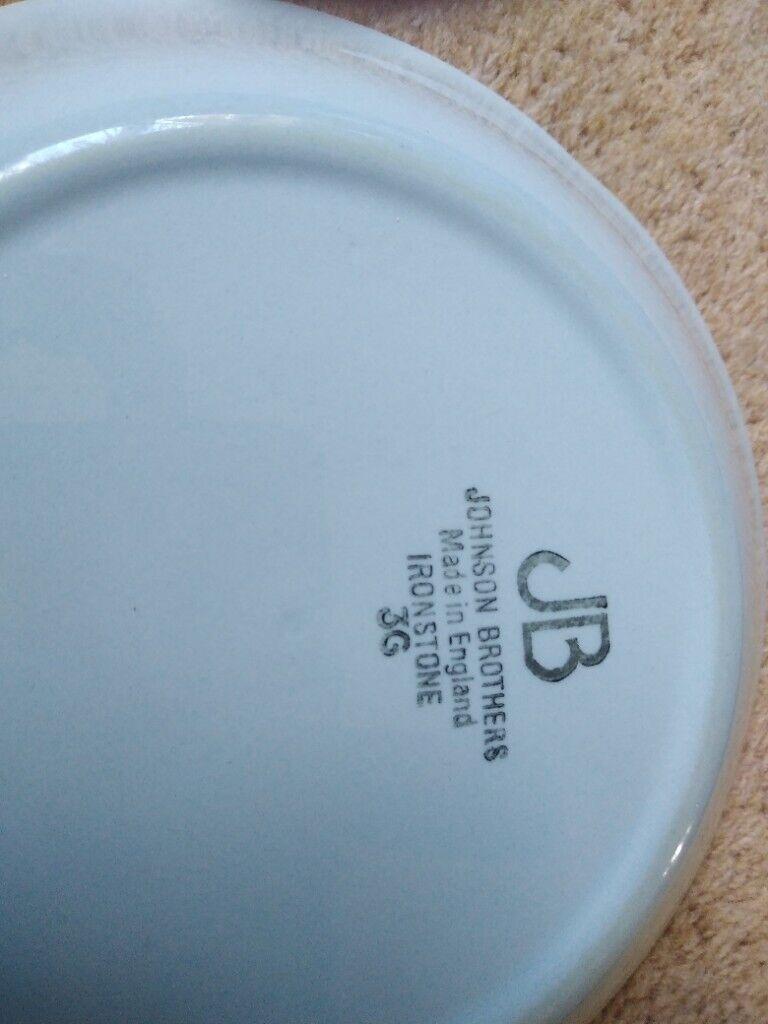 JB
JOHNSON BROTHERS
Made in England
IRONSTONE
3G